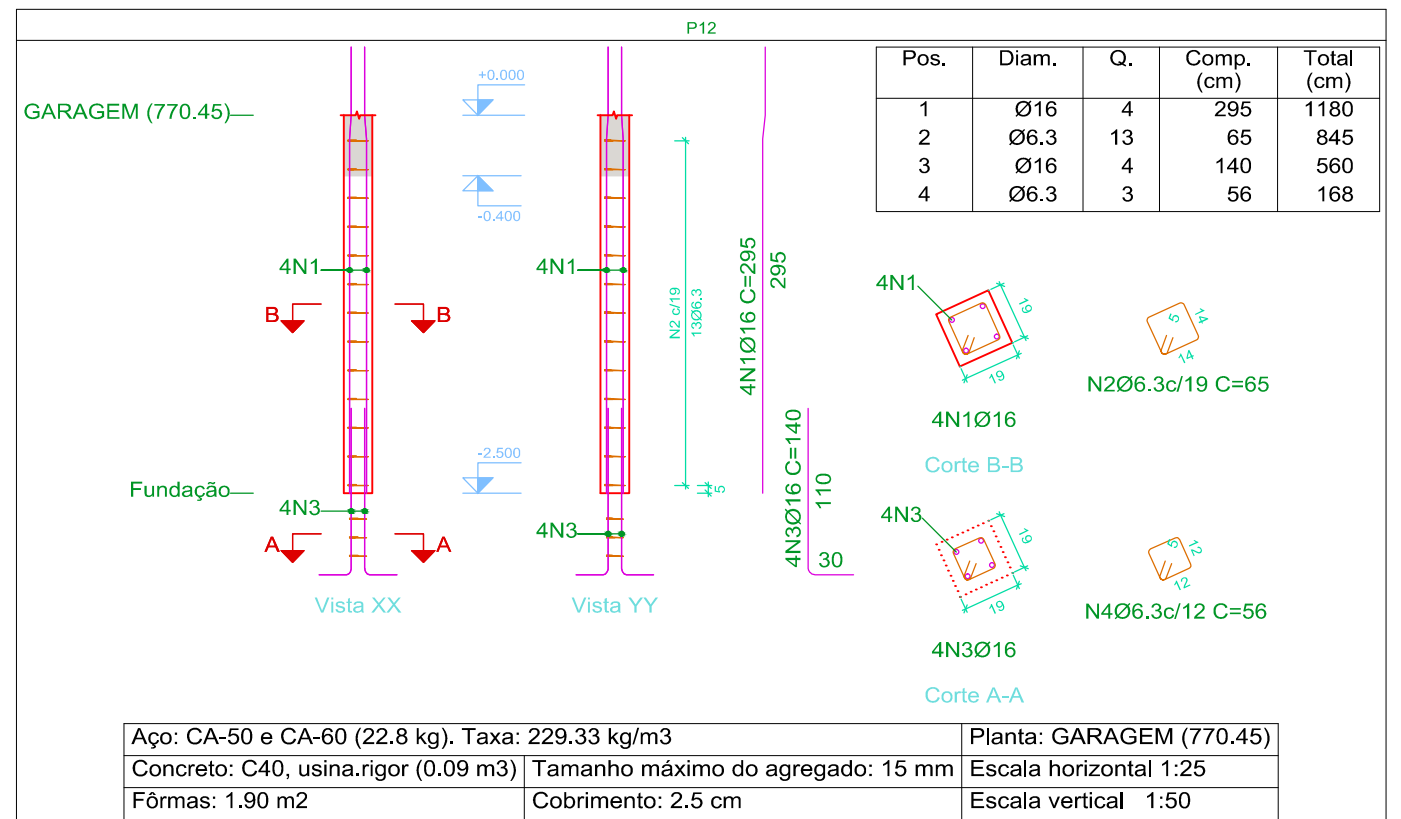 P12
Pos. Diam. Q. Comp. (cm) Total (cm)
1 Ø16 4 295 1180
2 Ø6.3 13 65 845
3 Ø16 4 140 560
4 Ø6.3 3 56 168
GARAGEM (770.45)
+0.000
-0.400
4N1
4N1
B
B
N2 c/19
13Ø6.3
4N1Ø16 C=295
295
-2.500
Fundação
5
4N3
4N3
A
A
4N3Ø16 C=140
110
30
Vista XX
Vista YY
4N1
19
19
4N1Ø16
Corte B-B
5
14
14
N2Ø6.3c/19 C=65
4N3
19
19
4N3Ø16
Corte A-A
5
12
12
N4Ø6.3c/12 C=56
Aço: CA-50 e CA-60 (22.8 kg). Taxa: 229.33 kg/m3
Planta: GARAGEM (770.45)
Concreto: C40, usina.rigor (0.09 m3)
Tamanho máximo do agregado: 15 mm
Escala horizontal 1:25
Fôrmas: 1.90 m2
Cobrimento: 2.5 cm
Escala vertical 1:50